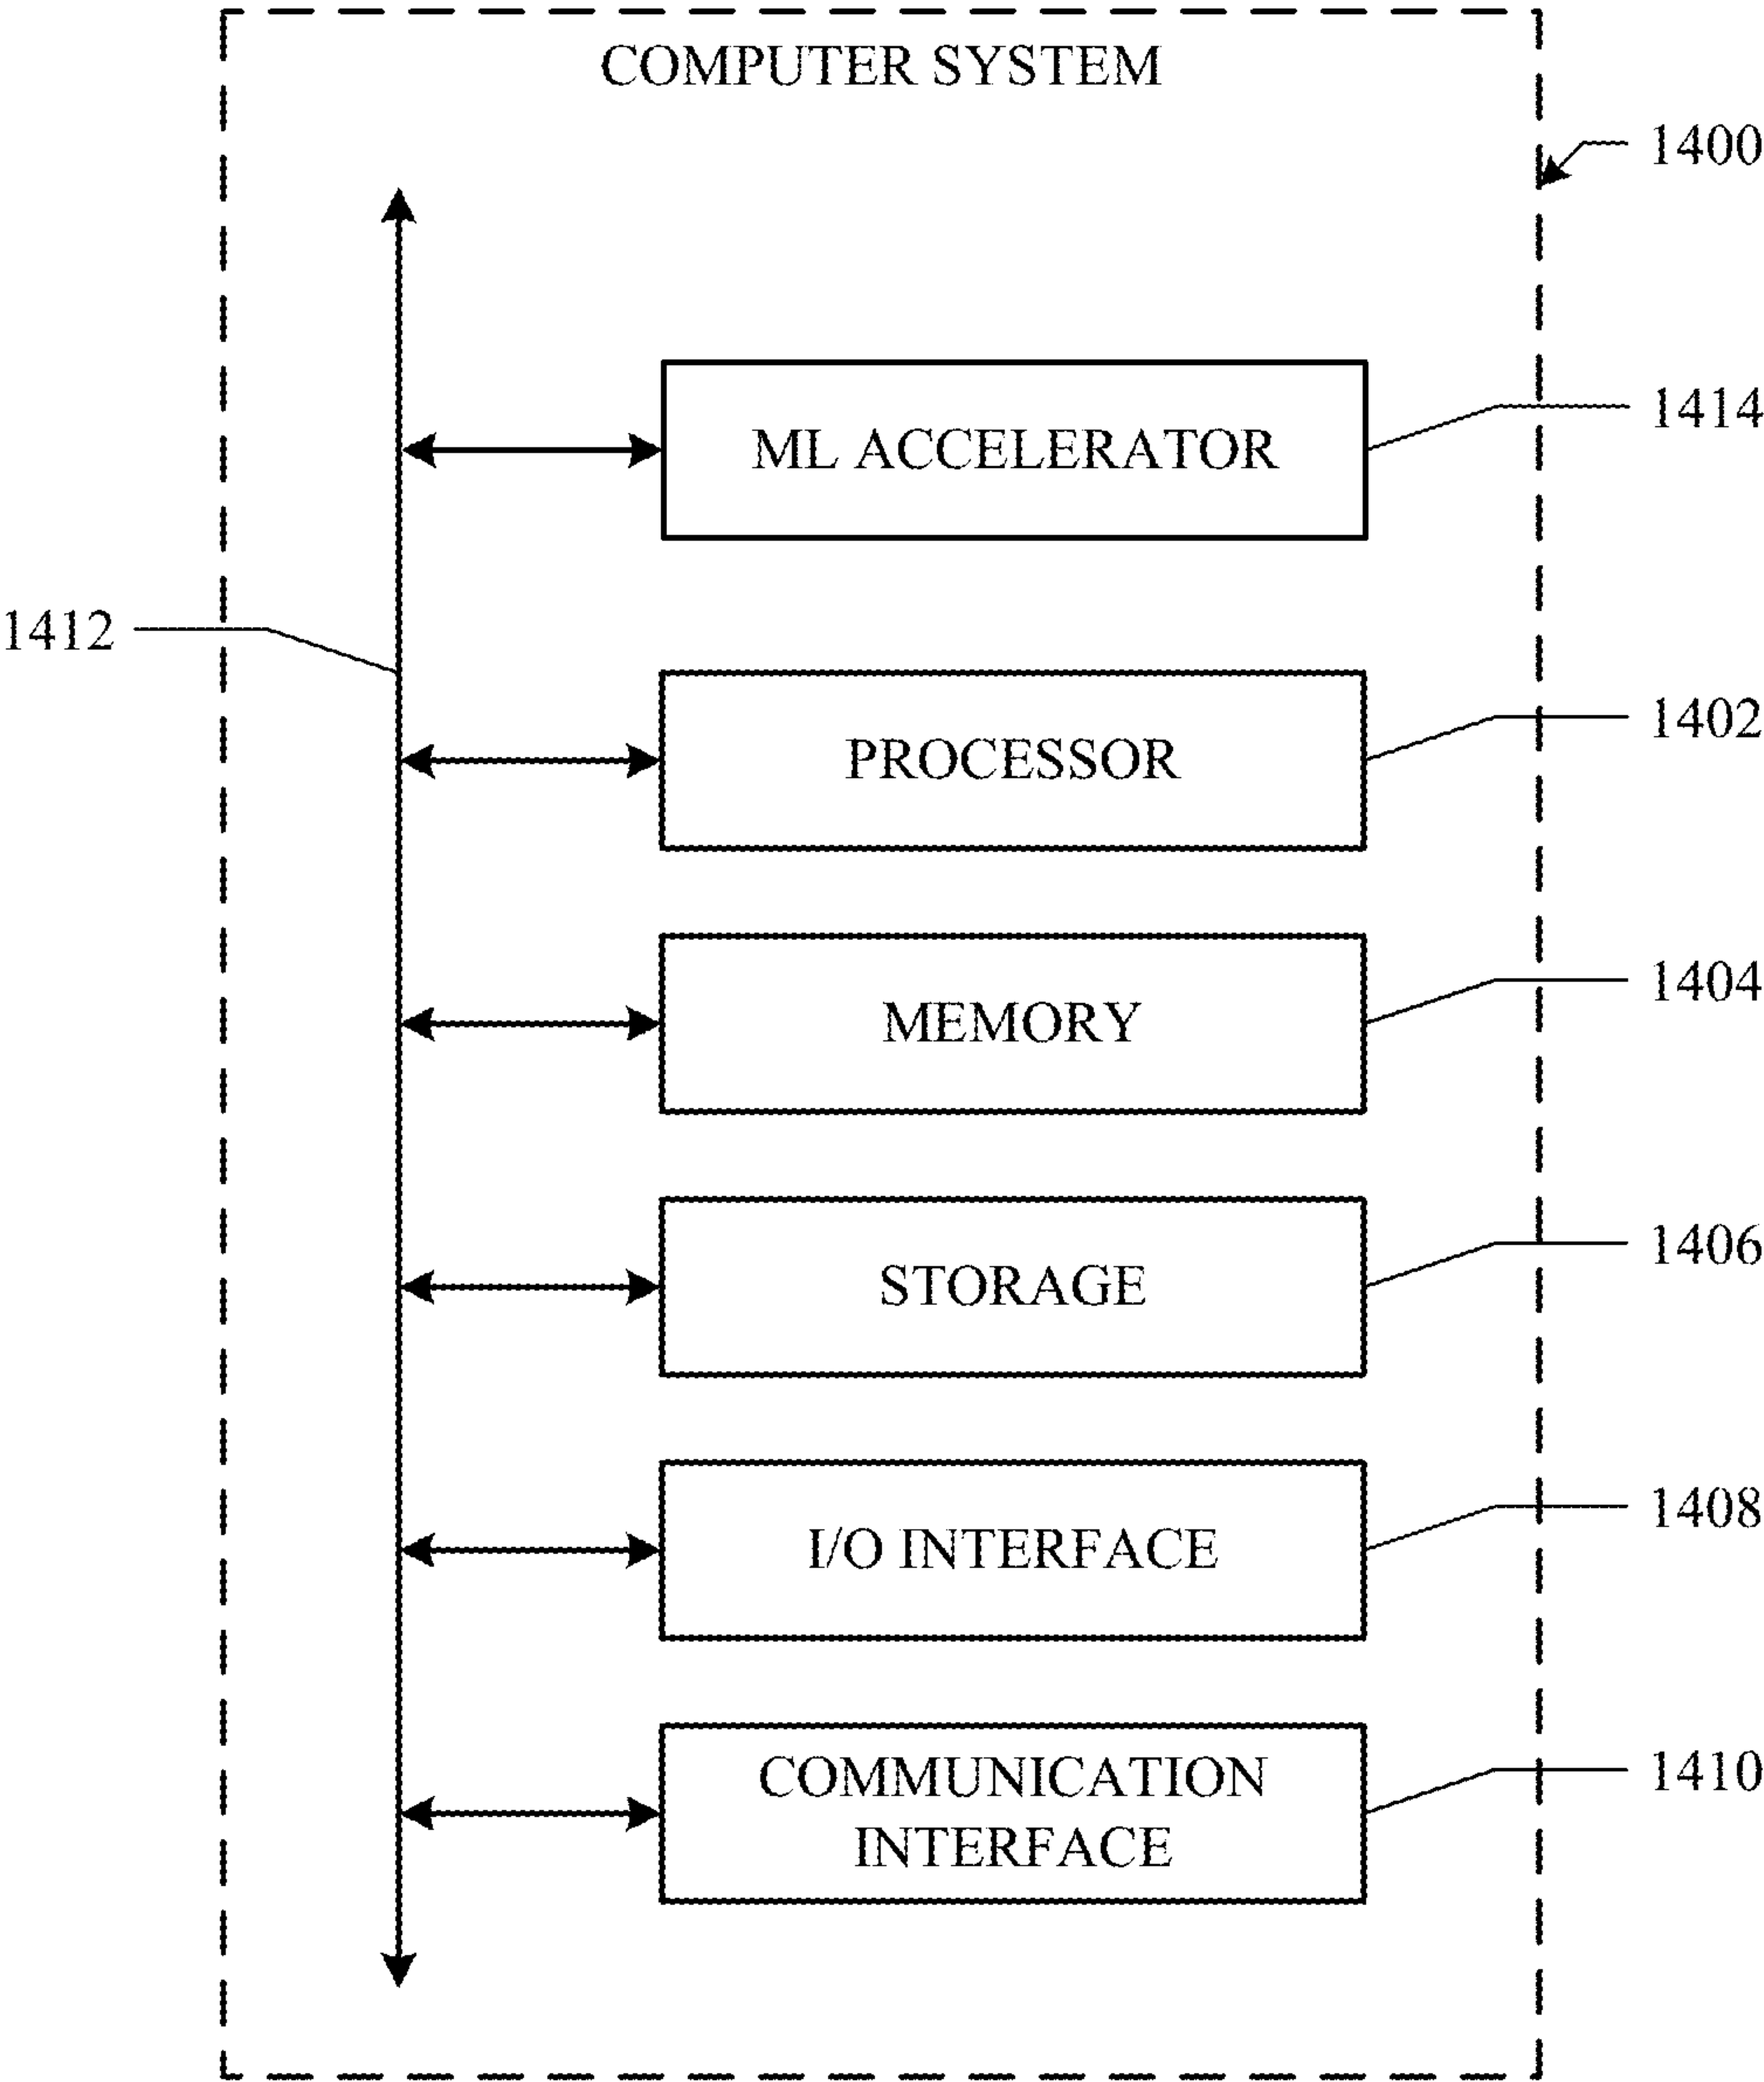 COMPUTER SYSTEM
1400
ML ACCELERATOR
1414
1412
PROCESSOR
1402
MEMORY
1404
STORAGE
1406
I/O INTERFACE
1408
COMMUNICATION
INTERFACE
1410